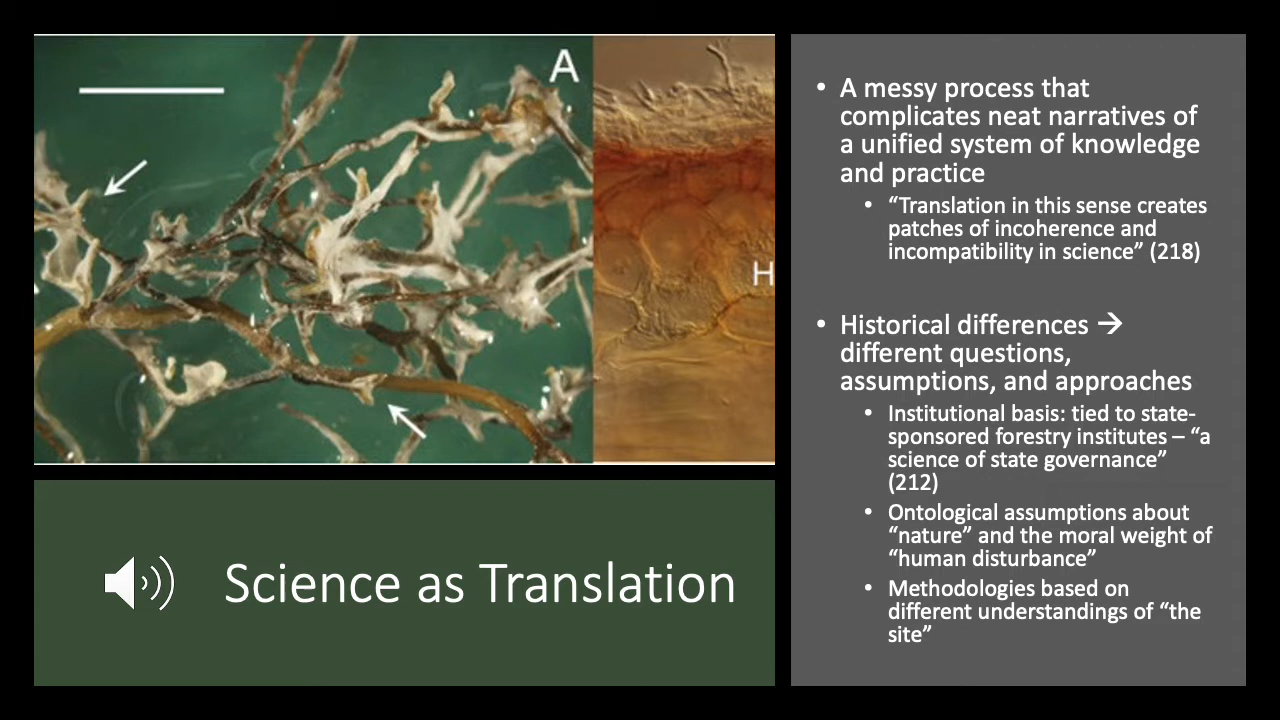 A
H
Science as Translation
• A messy process that
complicates neat narratives of
a unified system of knowledge
and practice
• “Translation in this sense creates
patches of incoherence and
incompatibility in science” (218)
• Historical differences →
different questions,
assumptions, and approaches
• Institutional basis: tied to state-
sponsored forestry institutes – “a
science of state governance”
(212)
• Ontological assumptions about
“nature” and the moral weight of
“human disturbance”
• Methodologies based on
different understandings of “the
site”